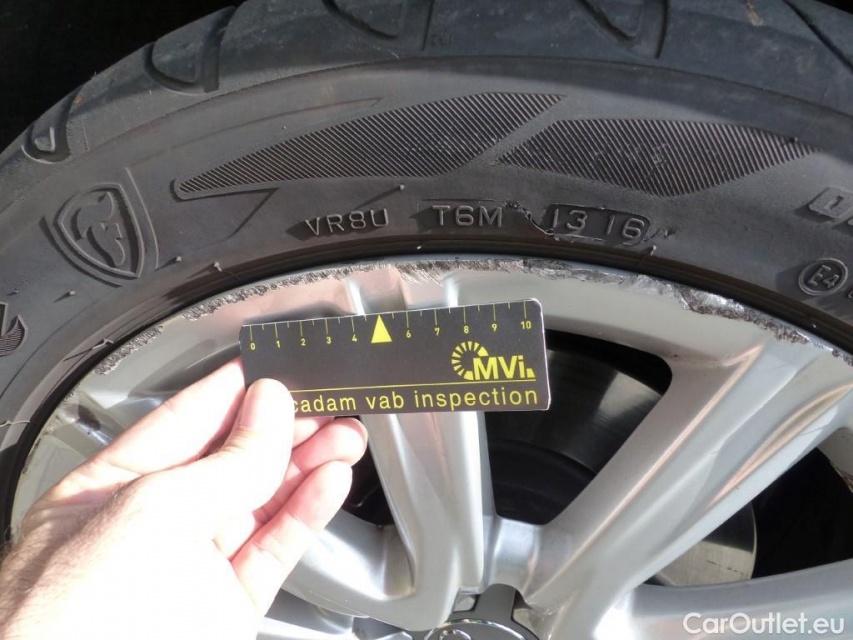 VR8U T6M 1316
E4
0 1 2 3 4 6 7 8 9 10
MVi
cadam vab inspection
CarOutlet.eu